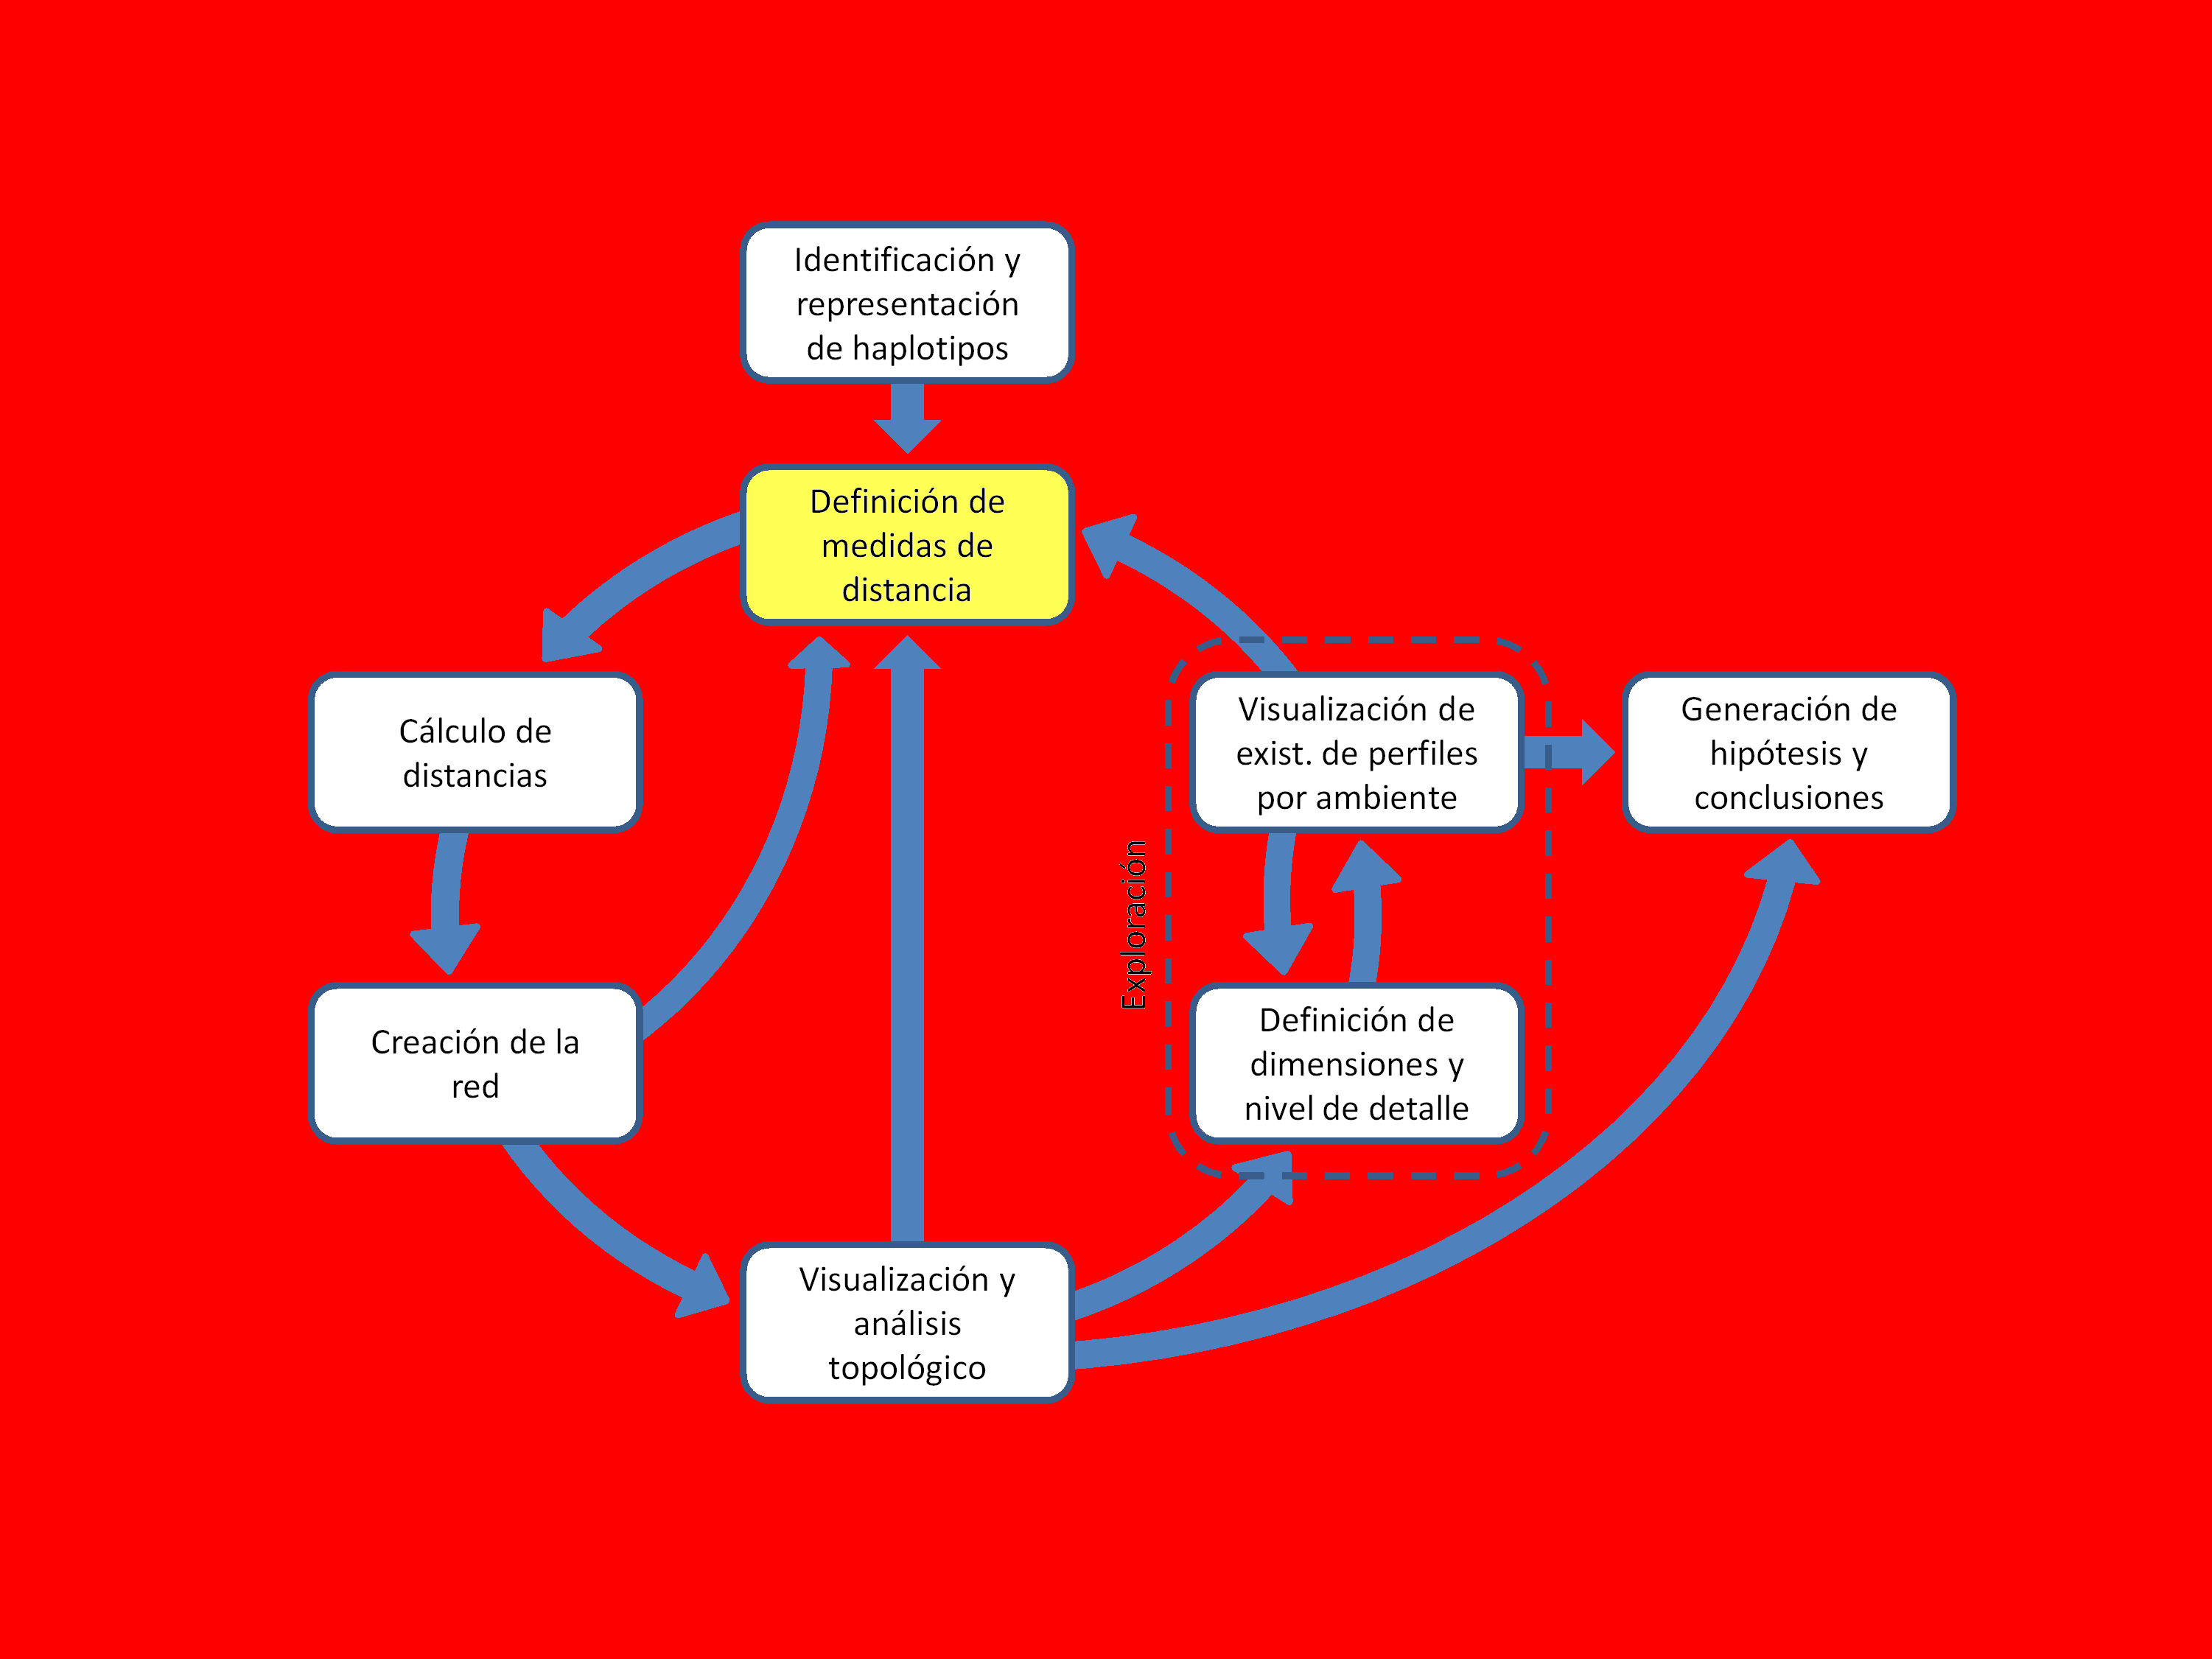 Identificación y
representación
de haplotipos
Definición de
medidas de
distancia
Cálculo de
distancias
Visualización de
exist. de perfiles
por ambiente
Generación de
hipótesis y
conclusiones
Exploración
Creación de la
red
Definición de
dimensiones y
nivel de detalle
Visualización y
análisis
topológico